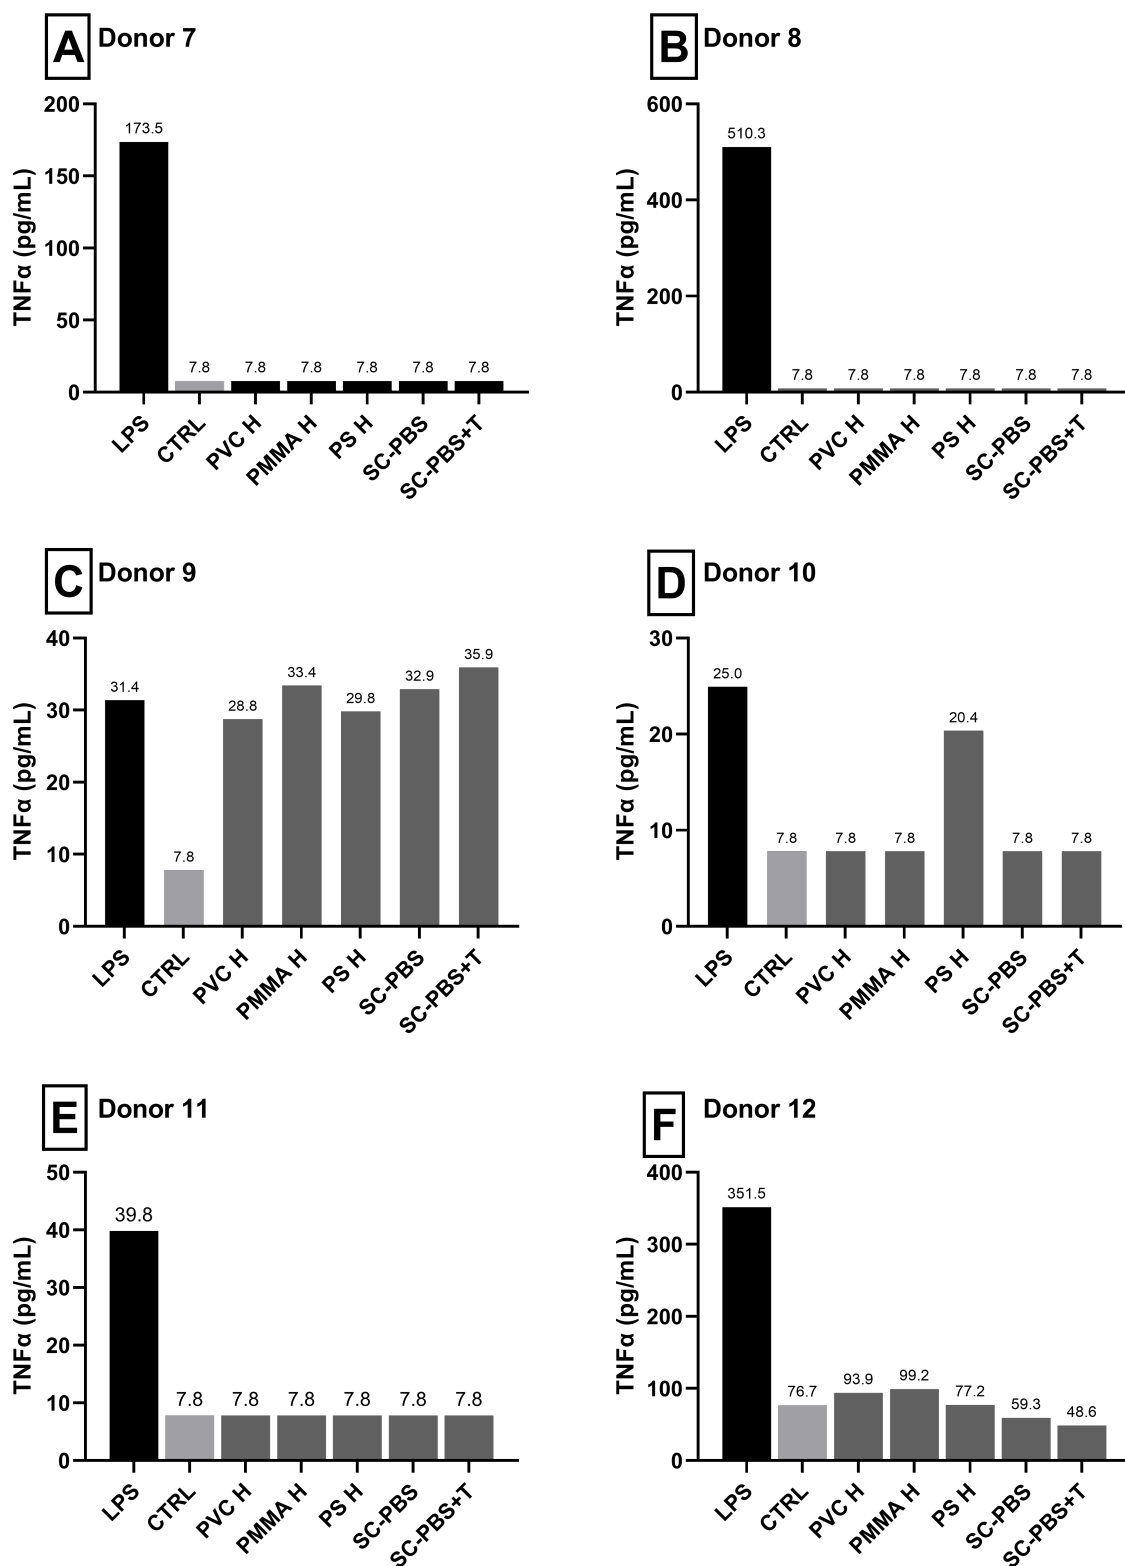 A Donor 7
TNFα (pg/mL)
200
150
100
50
0
173.5
7.8
7.8
7.8
7.8
7.8
7.8
LPS
CTRL
PVC H
PMMA H
PS H
SC-PBS
SC-PBS+T
B Donor 8
TNFα (pg/mL)
600
400
200
0
510.3
7.8
7.8
7.8
7.8
7.8
7.8
LPS
CTRL
PVC H
PMMA H
PS H
SC-PBS
SC-PBS+T
C Donor 9
TNFα (pg/mL)
40
30
20
10
0
31.4
7.8
28.8
33.4
29.8
32.9
35.9
LPS
CTRL
PVC H
PMMA H
PS H
SC-PBS
SC-PBS+T
D Donor 10
TNFα (pg/mL)
30
20
10
0
25.0
7.8
7.8
7.8
20.4
7.8
7.8
LPS
CTRL
PVC H
PMMA H
PS H
SC-PBS
SC-PBS+T
E Donor 11
TNFα (pg/mL)
50
40
30
20
10
0
39.8
7.8
7.8
7.8
7.8
7.8
7.8
LPS
CTRL
PVC H
PMMA H
PS H
SC-PBS
SC-PBS+T
F Donor 12
TNFα (pg/mL)
400
300
200
100
0
351.5
76.7
93.9
99.2
77.2
59.3
48.6
LPS
CTRL
PVC H
PMMA H
PS H
SC-PBS
SC-PBS+T